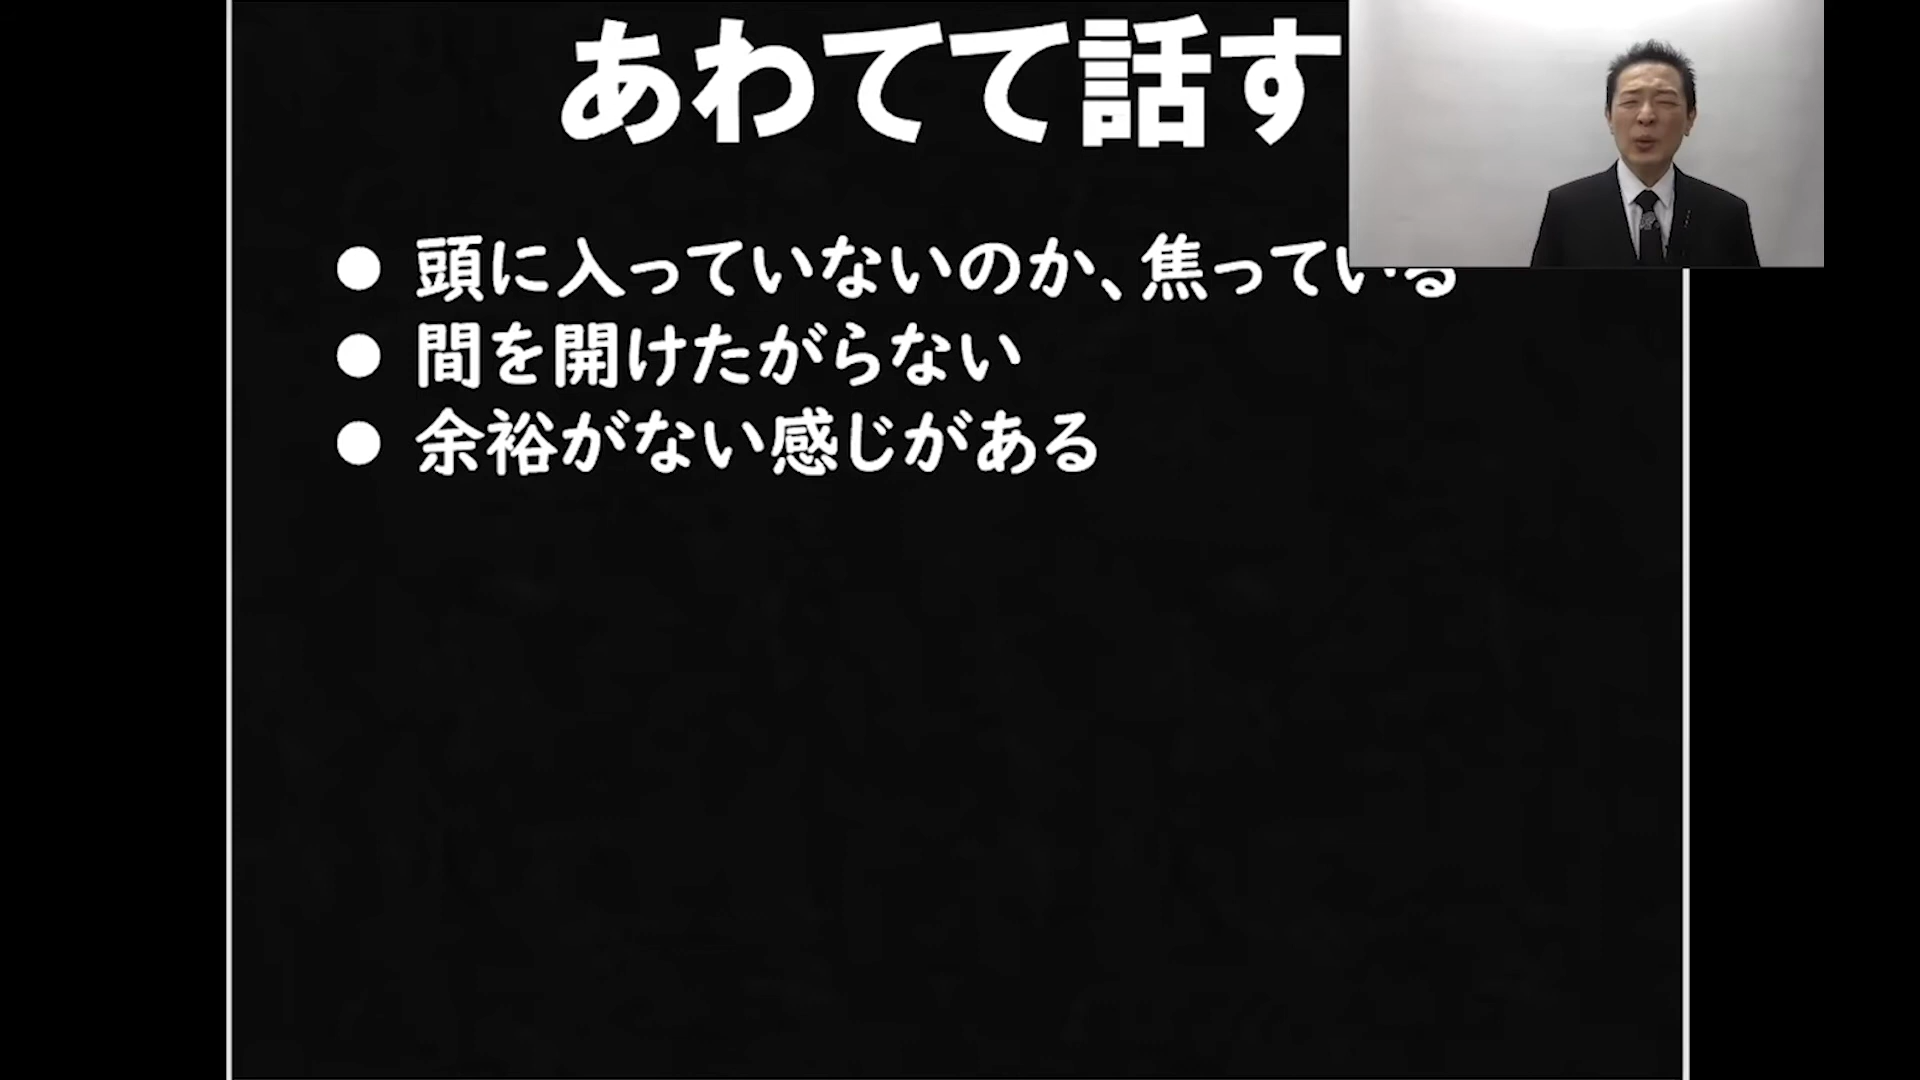 あわてて話す
● 頭に入っていないのか、焦っている
● 間を開けたがらない
● 余裕がない感じがある